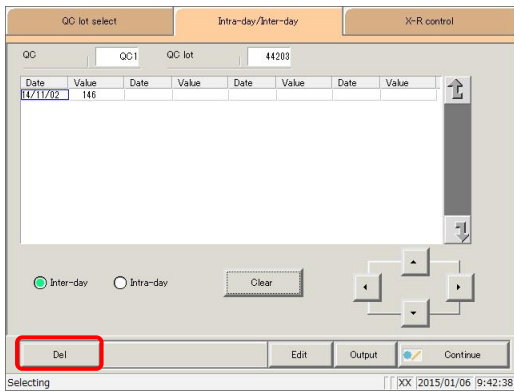 QC lot select Intra-day/Inter-day X-R control
QC QC1 QC lot 44203
Date Value Date Value Date Value Date Value
14/11/02 146
Inter-day Intra-day Clear
Del Edit Output Continue
Selecting XX 2015/01/06 9:42:38